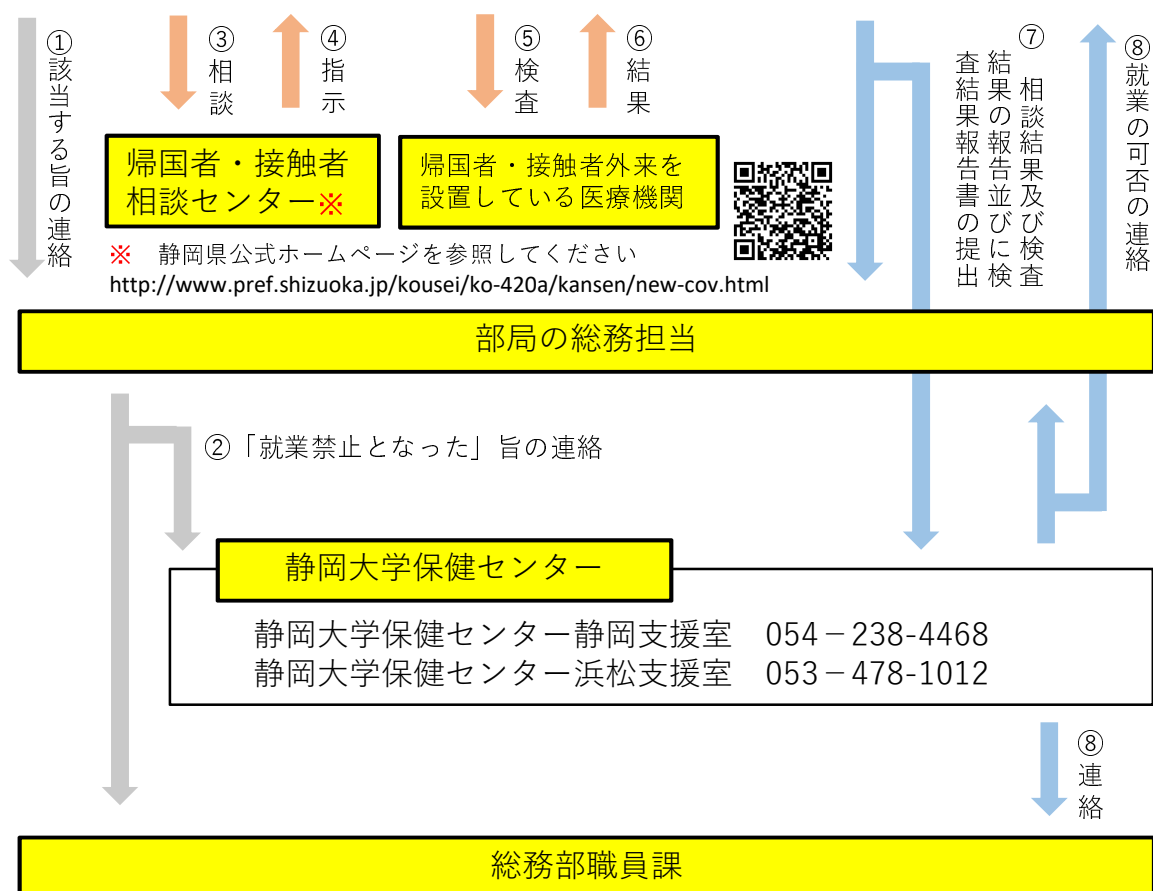 ①該当する旨の連絡
③相談
④指示
⑤検査
⑥結果
⑦　相談結果及び検査
結果の報告並びに検
査結果報告書の提出
⑧就業の可否の連絡
帰国者・接触者
相談センター※
帰国者・接触者外来を
設置している医療機関
※　静岡県公式ホームページを参照してください
http://www.pref.shizuoka.jp/kousei/ko-420a/kansen/new-cov.html
部局の総務担当
②「就業禁止となった」旨の連絡
静岡大学保健センター
静岡大学保健センター静岡支援室　054－238-4468
静岡大学保健センター浜松支援室　053－478-1012
⑧連絡
総務部職員課